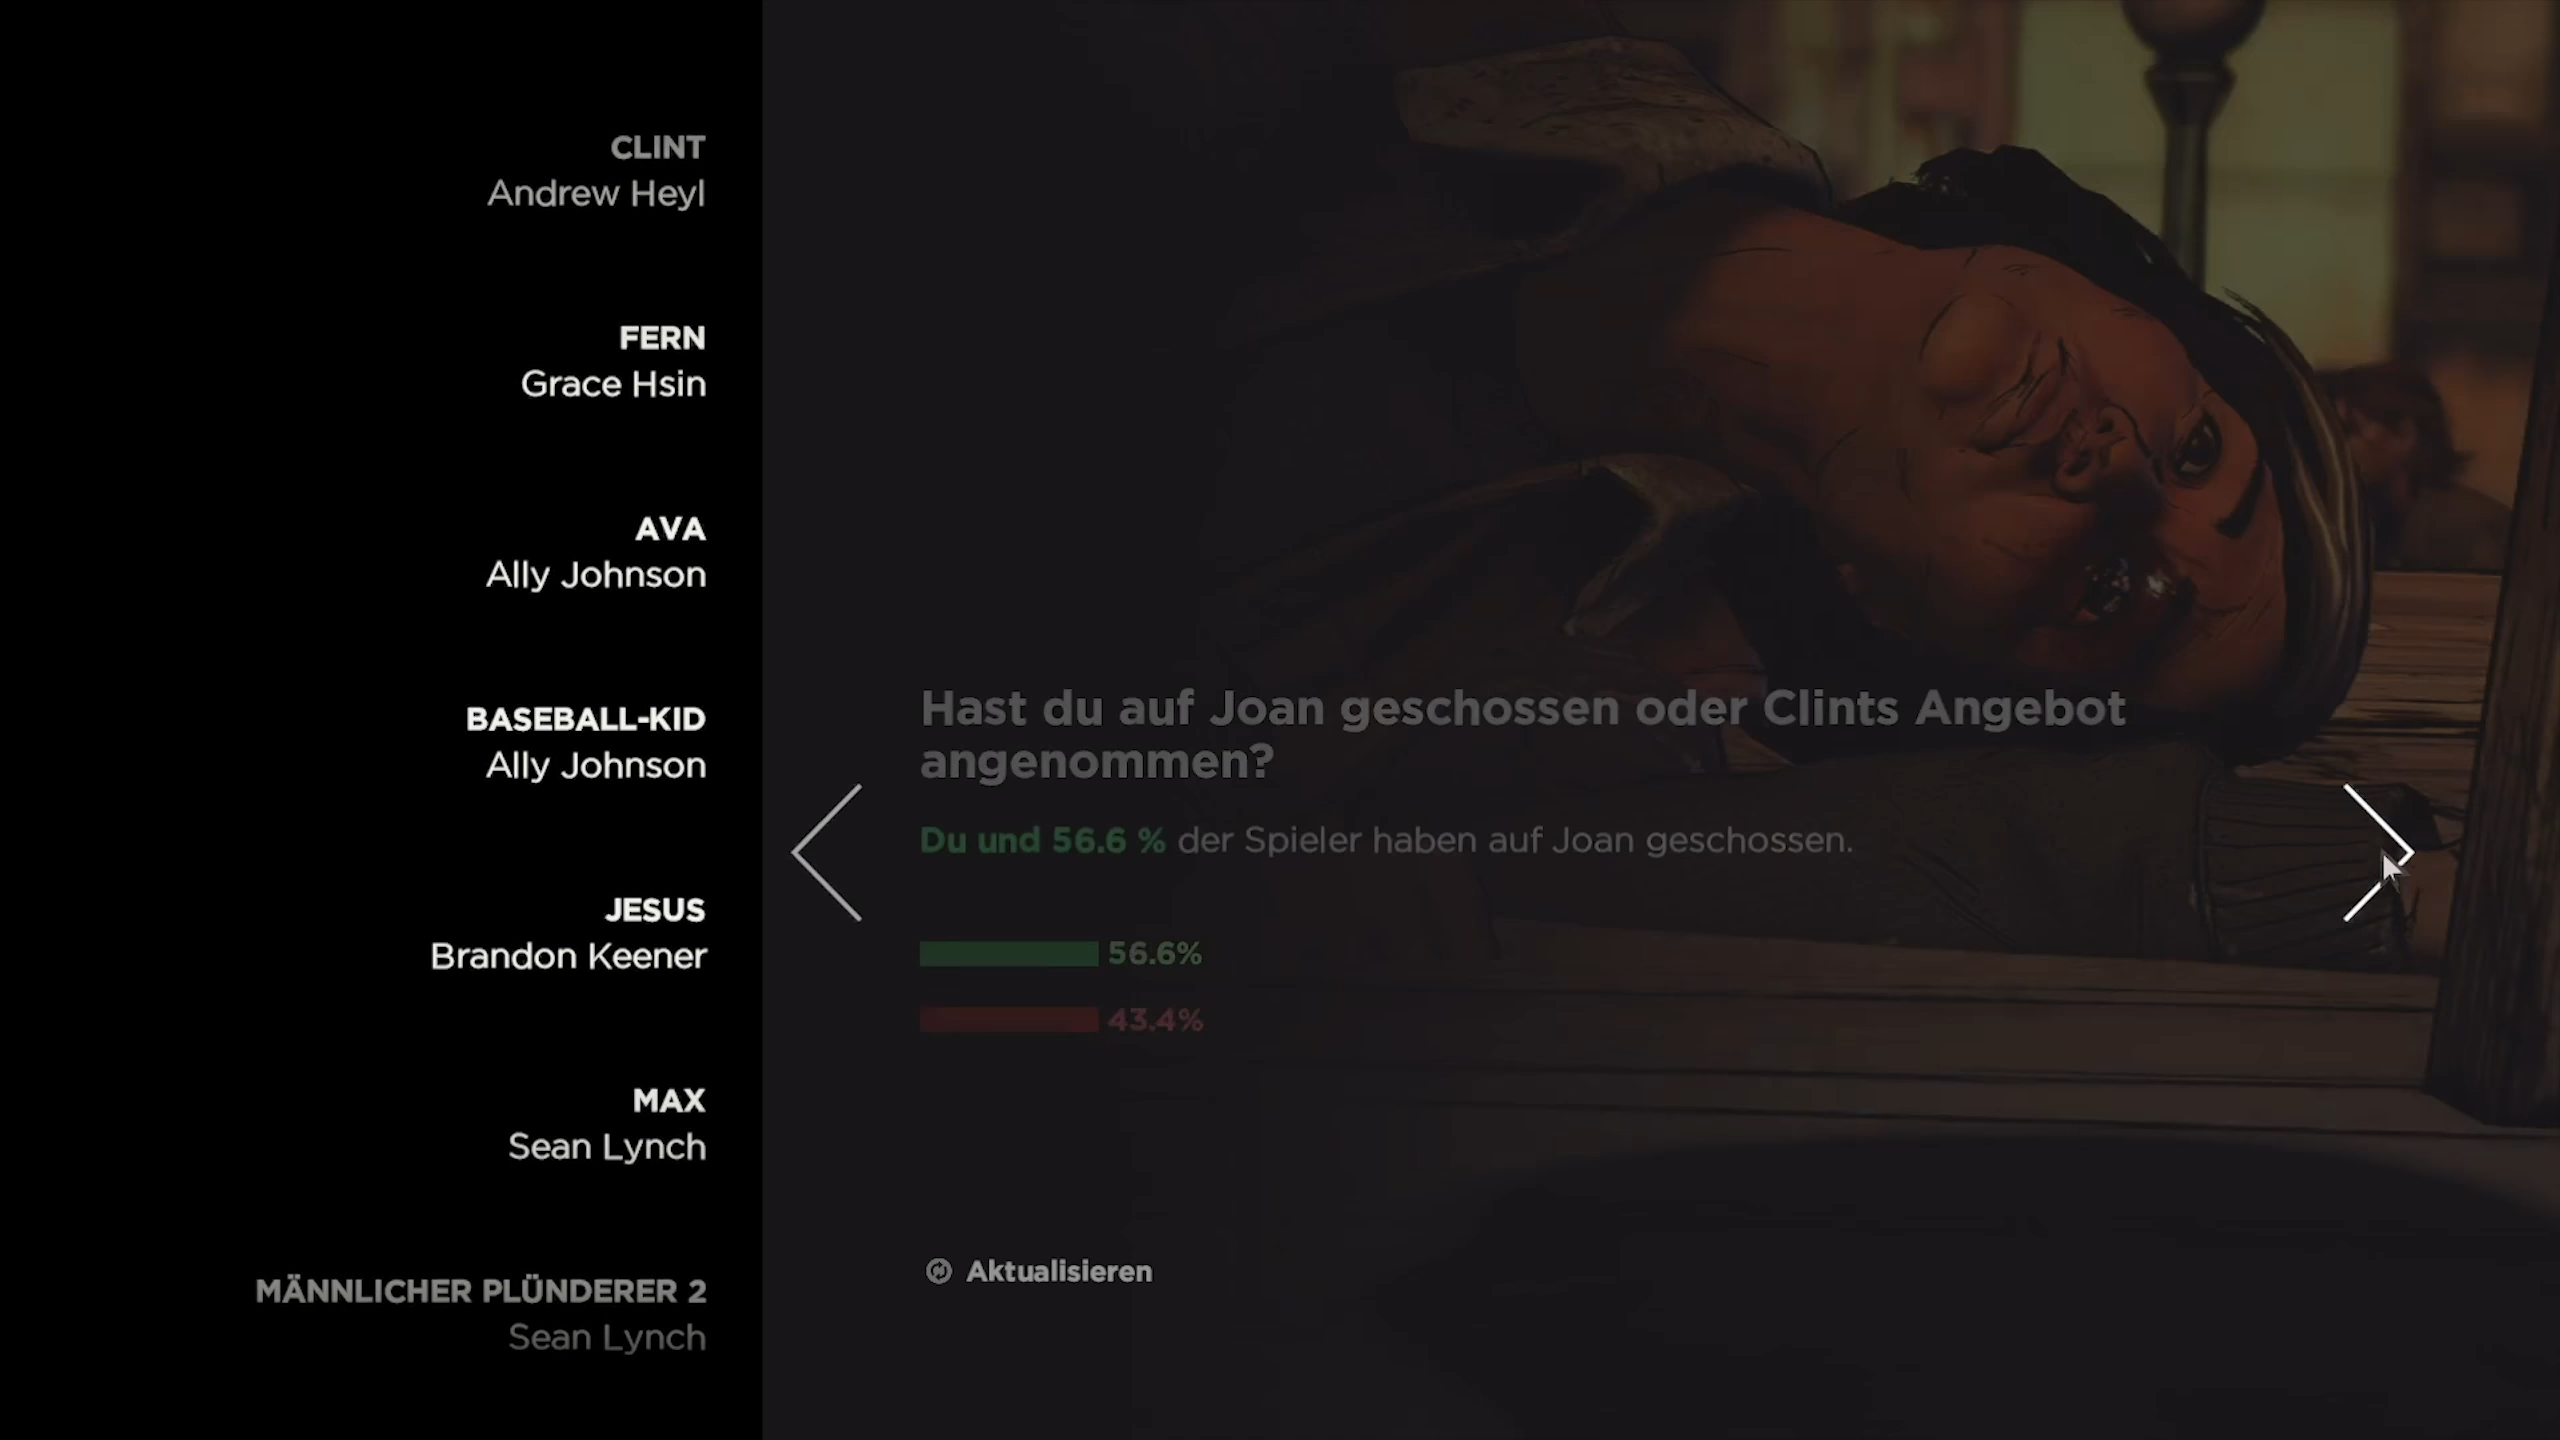 CLINT
Andrew Heyl
FERN
Grace Hsin
AVA
Ally Johnson
BASEBALL-KID
Ally Johnson
JESUS
Brandon Keener
MAX
Sean Lynch
MÄNNLICHER PLÜNDERER 2
Sean Lynch
Hast du auf Joan geschossen oder Clints Angebot
angenommen?
Du und 56.6 % der Spieler haben auf Joan geschossen.
56.6%
43.4%
Aktualisieren